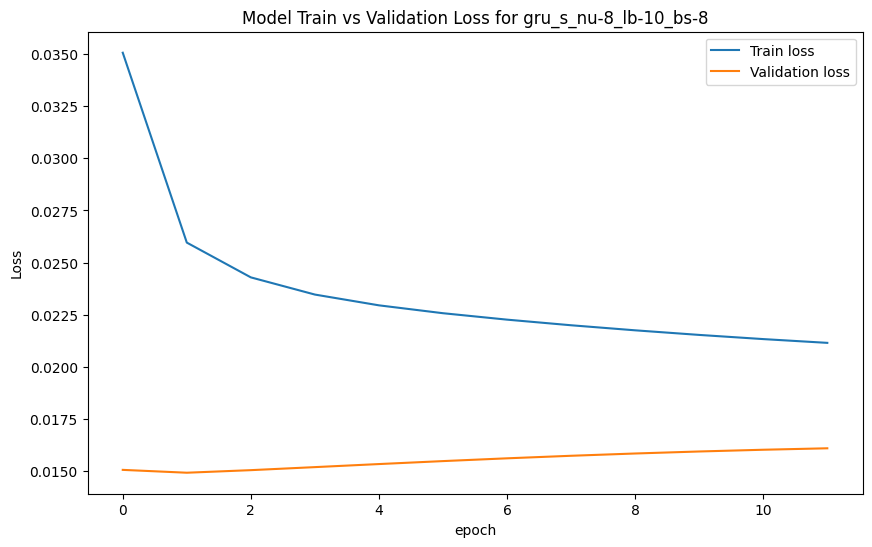 Model Train vs Validation Loss for gru_s_nu-8_lb-10_bs-8
Train loss
Validation loss
0.0350
0.0325
0.0300
0.0275
0.0250
0.0225
0.0200
0.0175
0.0150
Loss
0 2 4 6 8 10
epoch